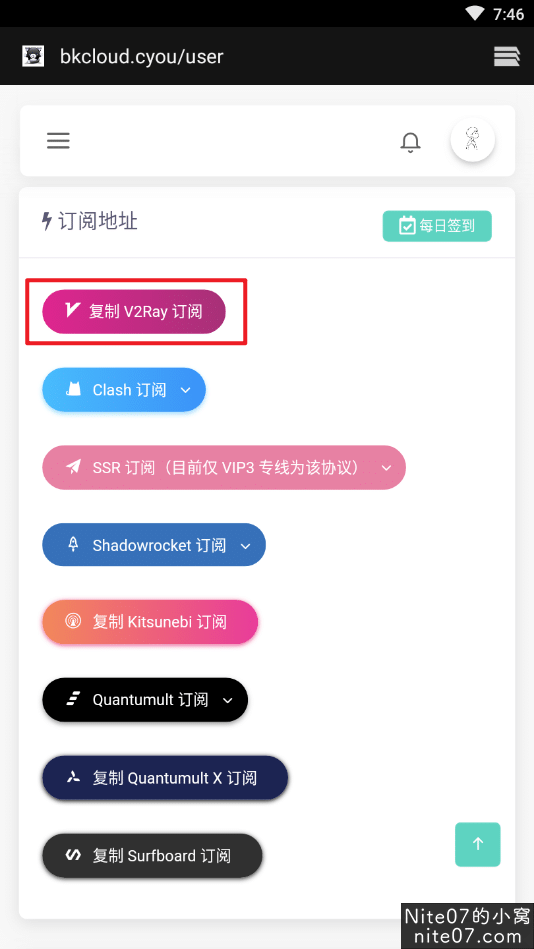 7:46
bkcloud.cyou/user
订阅地址
每日签到
复制 V2Ray 订阅
Clash 订阅
SSR 订阅（目前仅 VIP3 专线为该协议）
Shadowrocket 订阅
复制 Kitsunebi 订阅
Quantumult 订阅
复制 Quantumult X 订阅
复制 Surfboard 订阅
Nite07的小窝
nite07.com